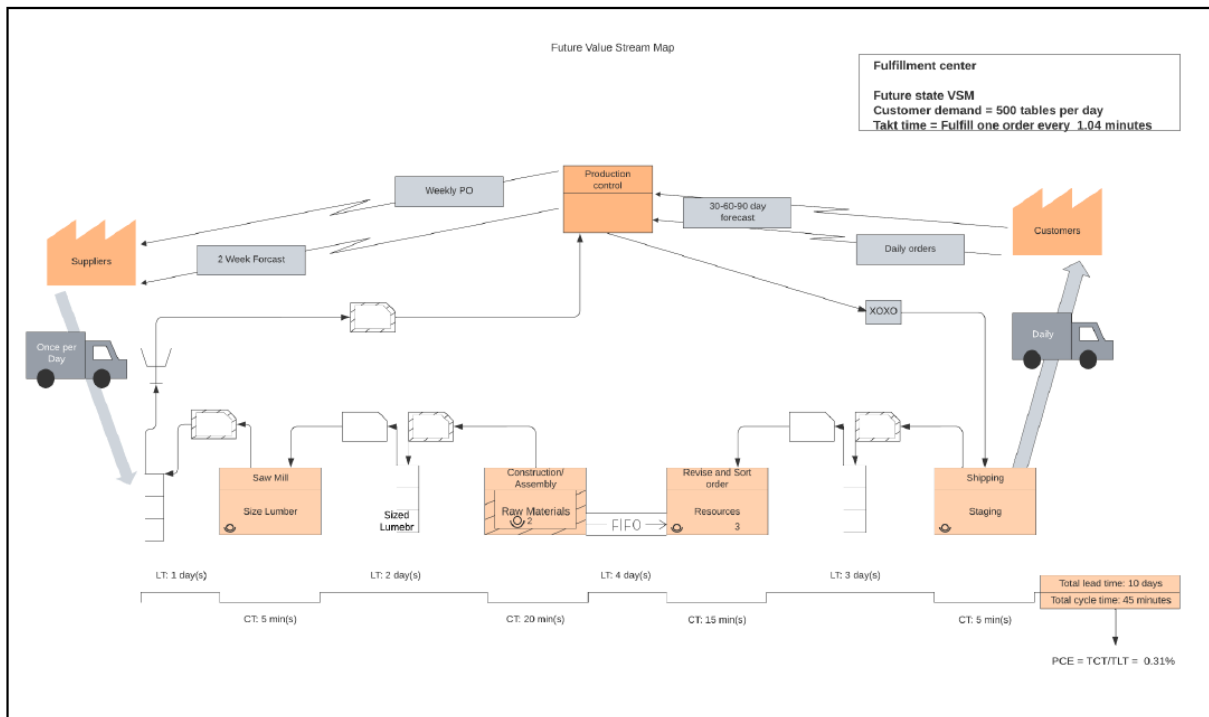 Future Value Stream Map
Fulfillment center
Future state VSM
Customer demand = 500 tables per day
Takt time = Fulfill one order every 1.04 minutes
Production
control
Weekly PO
30-60-90 day
forecast
Suppliers
2 Week Forcast
Daily orders
Customers
XOXO
Once per
Day
Daily
Saw Mill
Size Lumber
Sized
Lumebr
Construction/
Assembly
Raw Materials
2
FIFO
Revise and Sort
order
Resources
3
Shipping
Staging
LT: 1 day(s)
LT: 2 day(s)
LT: 4 day(s)
LT: 3 day(s)
CT: 5 min(s)
CT: 20 min(s)
CT: 15 min(s)
CT: 5 min(s)
Total lead time: 10 days
Total cycle time: 45 minutes
PCE = TCT/TLT = 0.31%